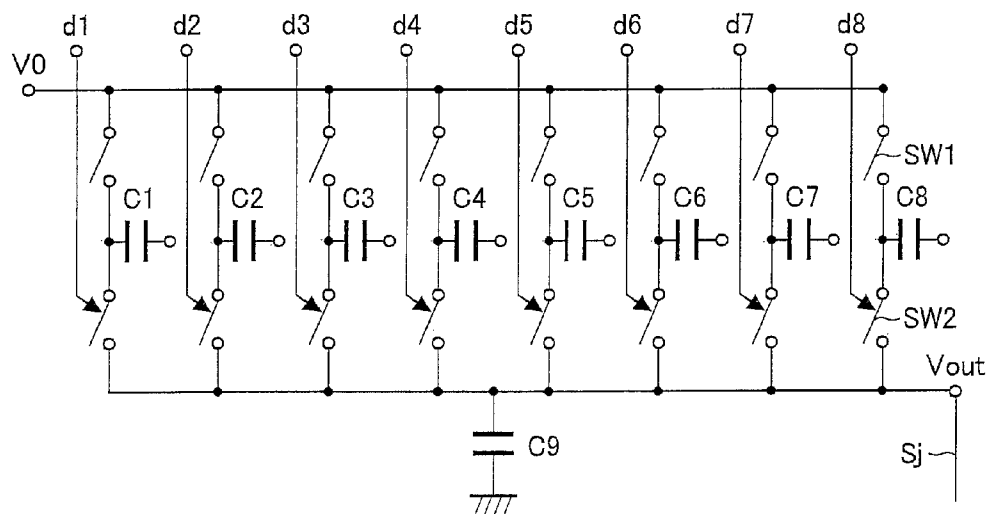 d1 d2 d3 d4 d5 d6 d7 d8
V0
SW1
C1 C2 C3 C4 C5 C6 C7 C8
SW2
Vout
C9
Sj